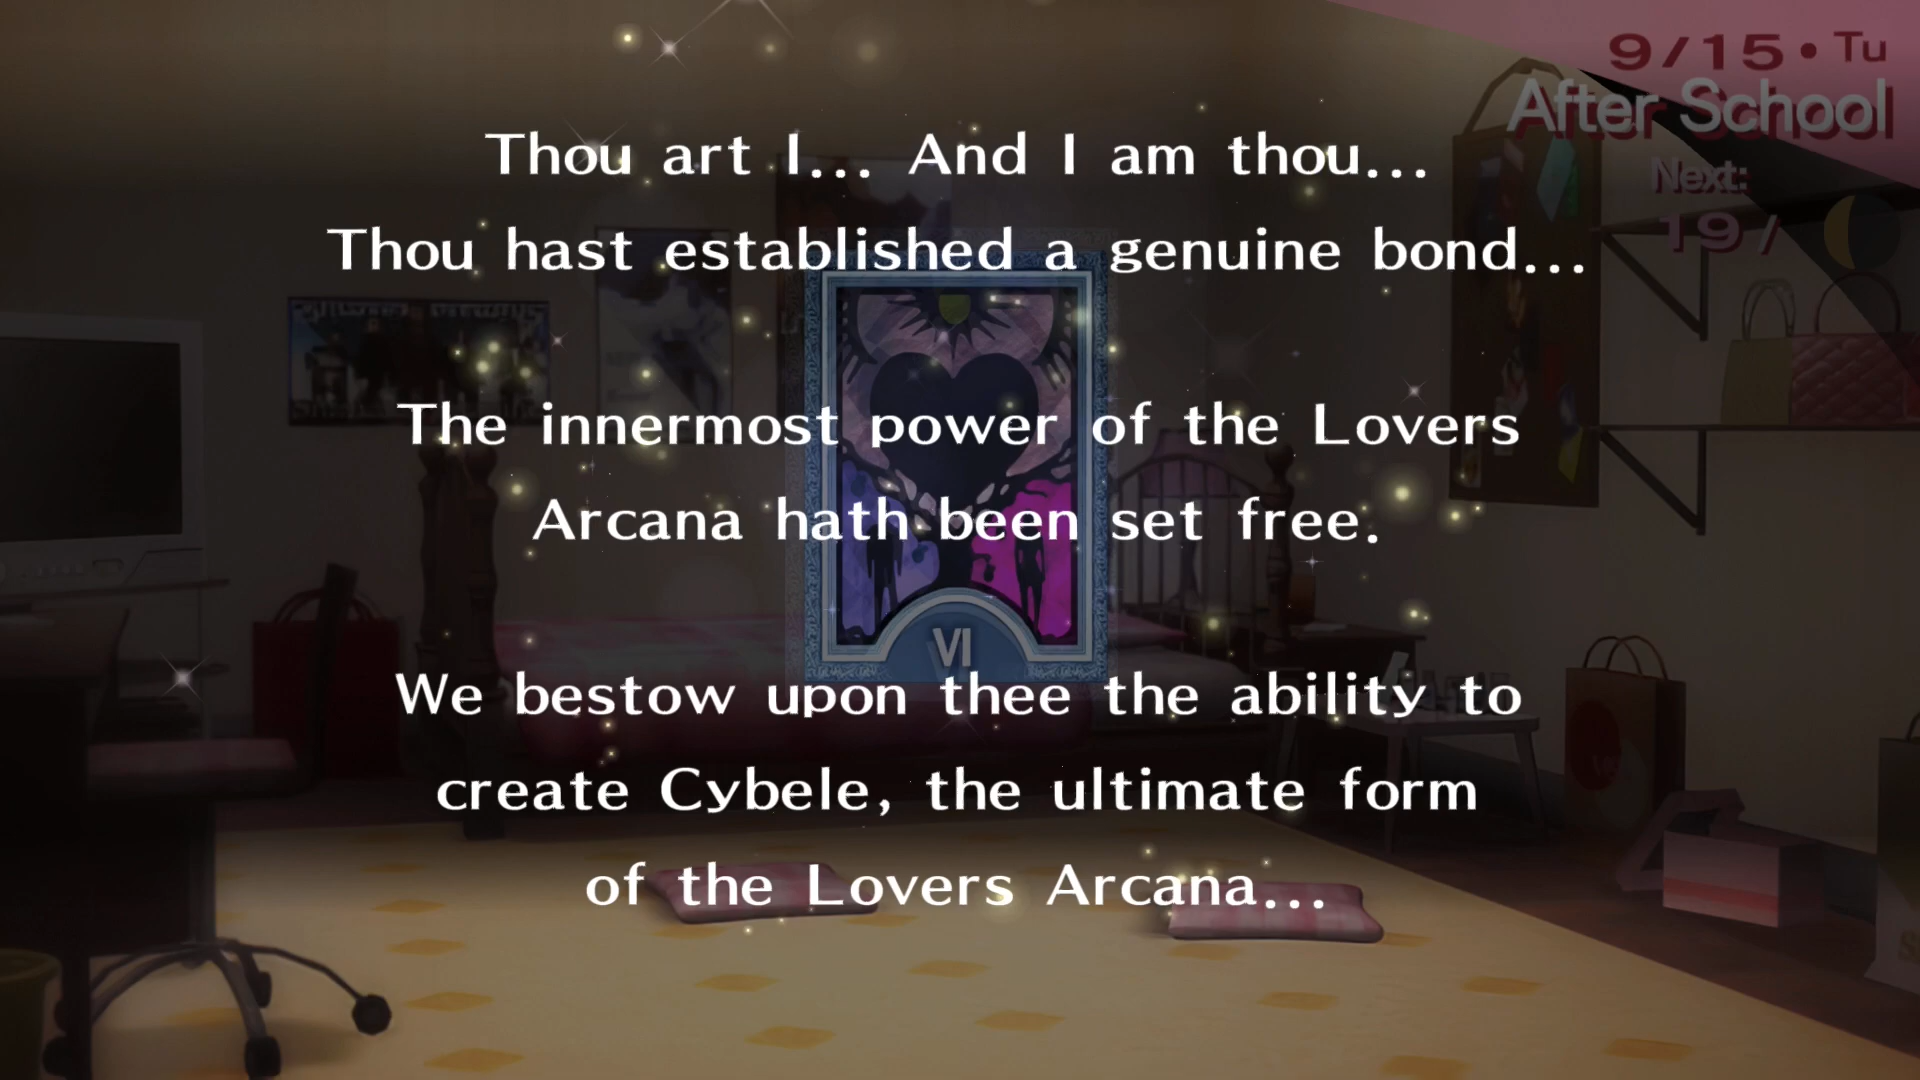 9/15• Tu
After School
Next:
19/
Thou art I... And I am thou...
Thou hast established a genuine bond...
The innermost power of the Lovers
Arcana hath been set free.
VI
We bestow upon thee the ability to
create Cybele, the ultimate form
of the Lovers Arcana...